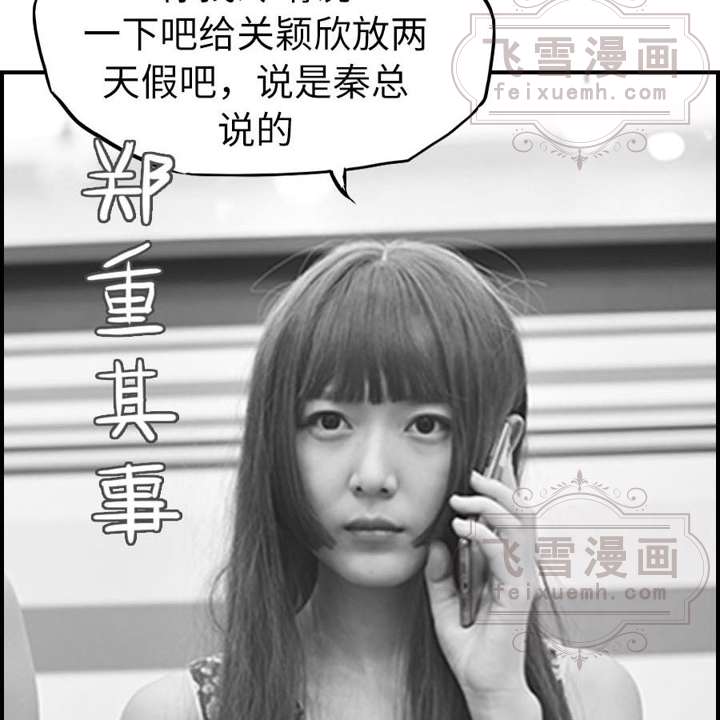 一下吧给关颖欣放两
天假吧，说是秦总
说的
郑重其事
飞雪漫画
feixuemh.com
飞雪漫画
feixuemh.com